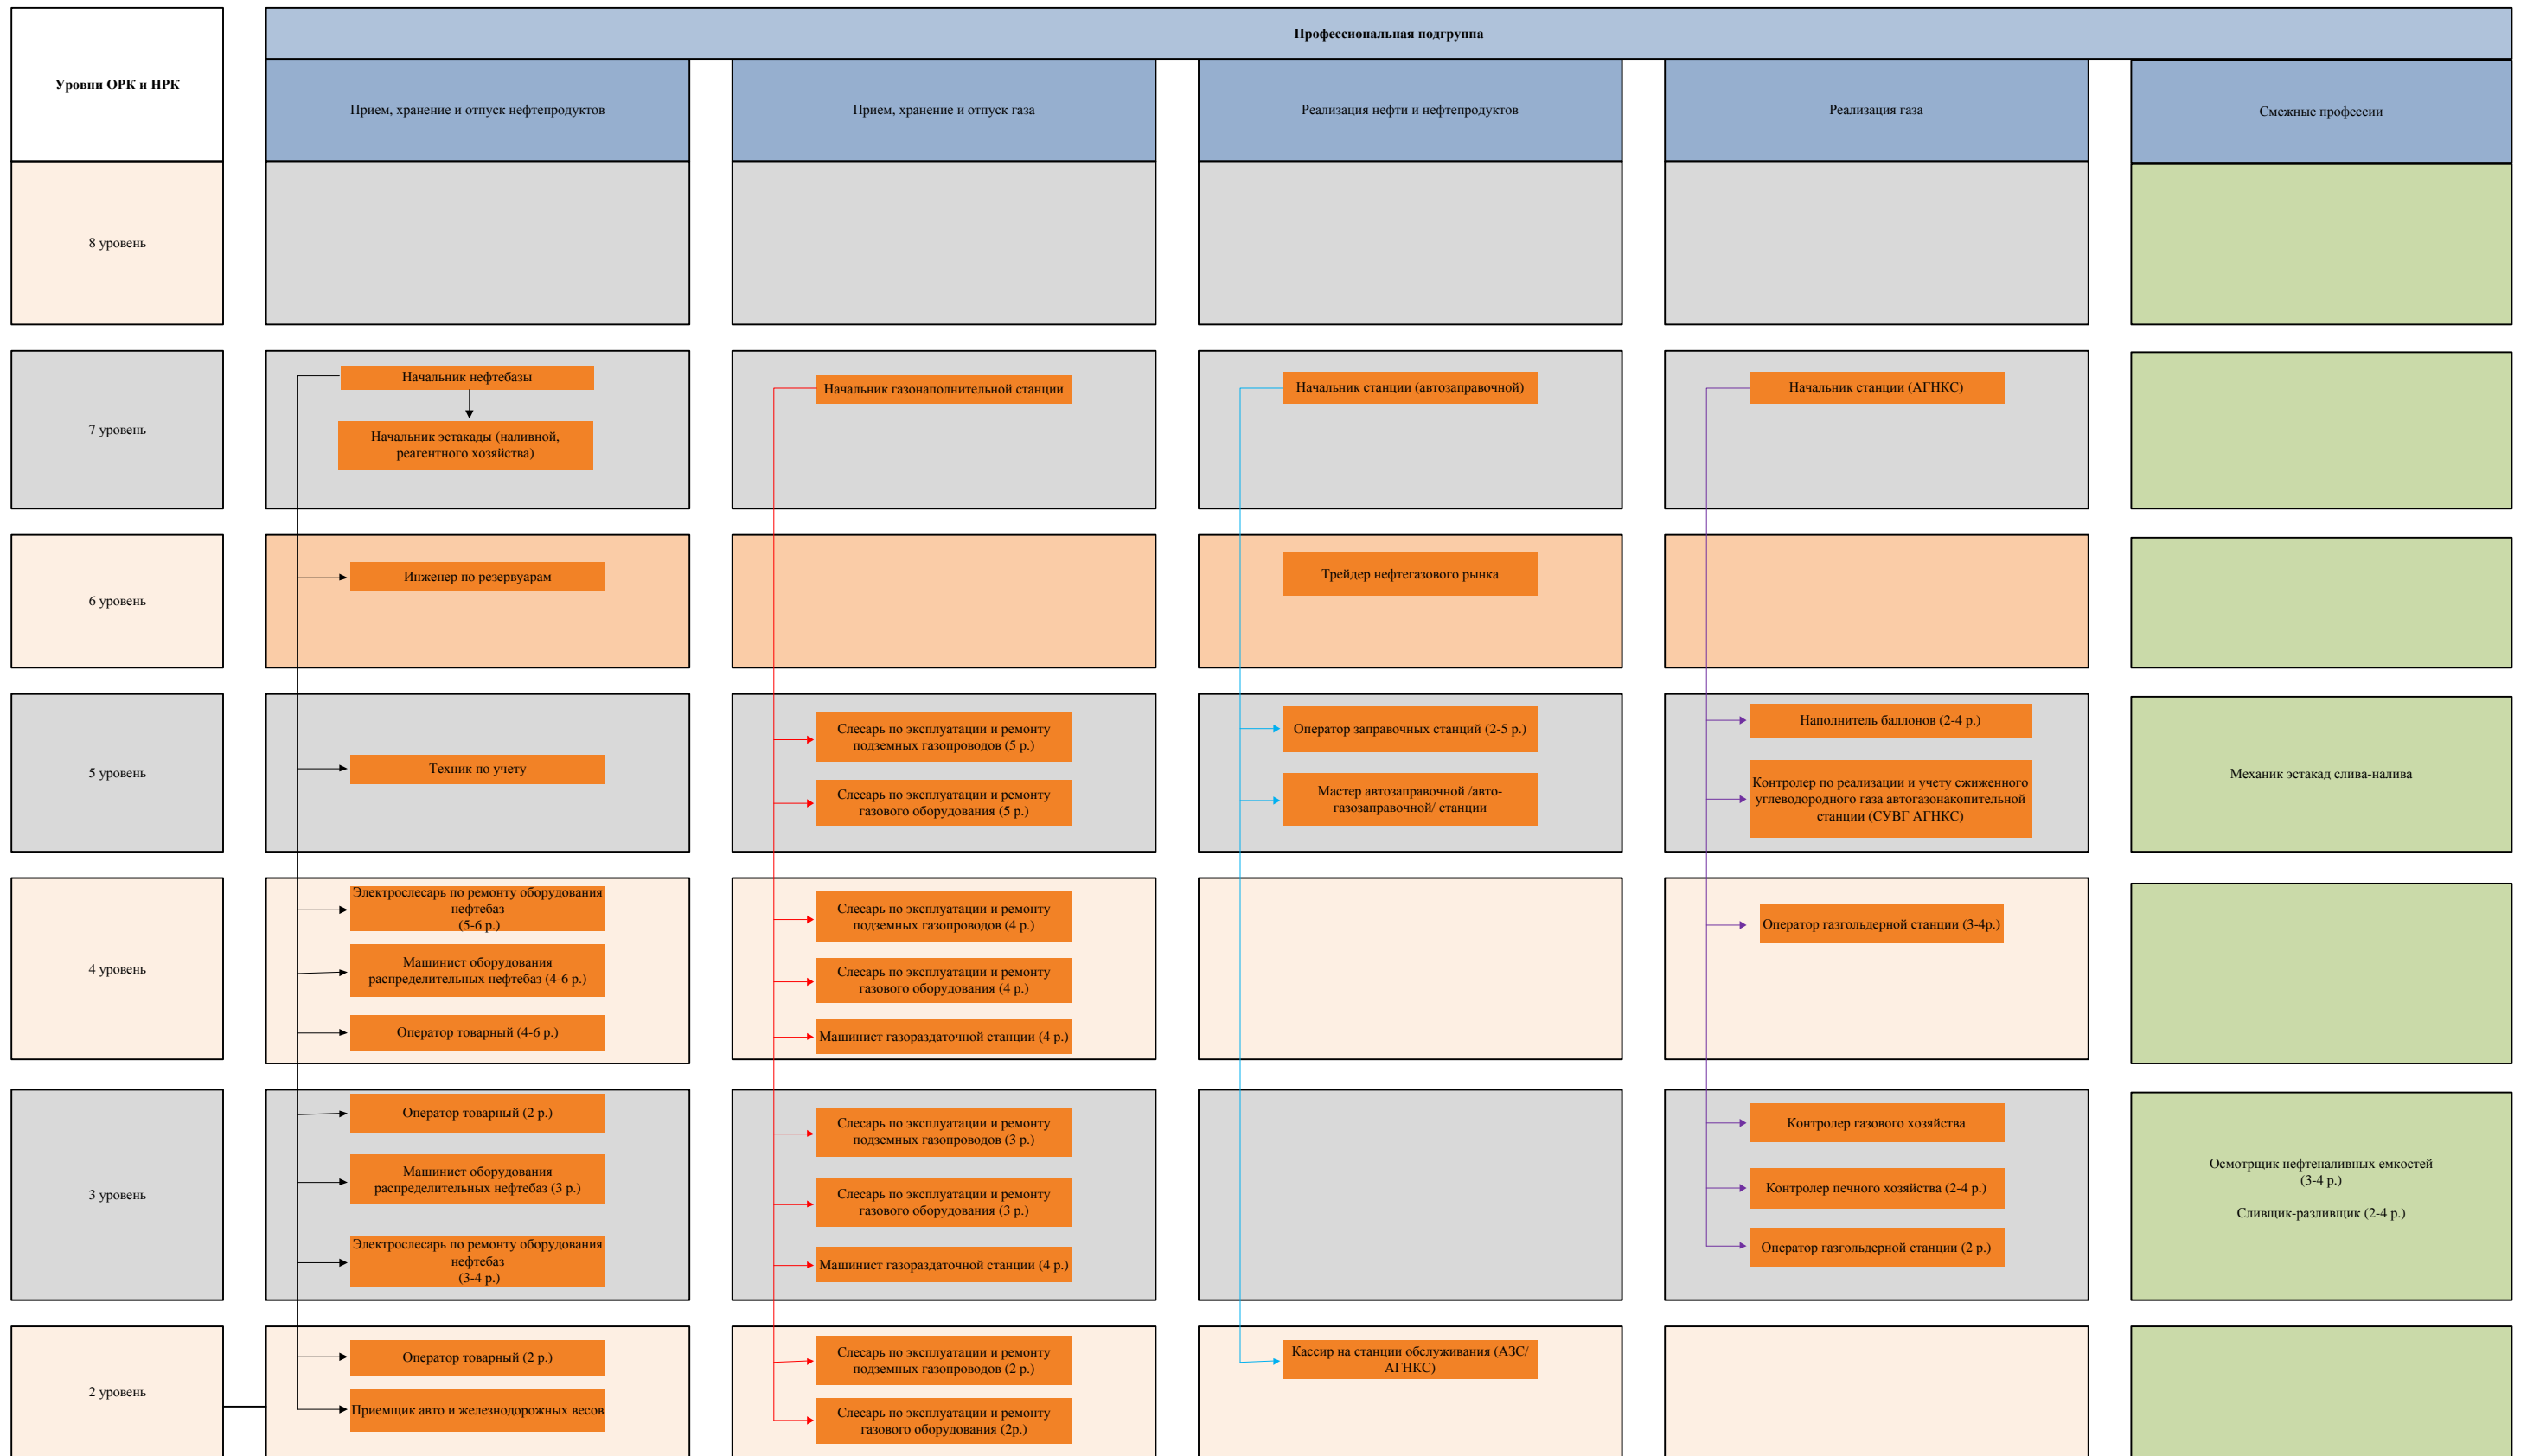 Уровни ОРК и НРК
Профессиональная подгруппа
Прием, хранение и отпуск нефтепродуктов
Прием, хранение и отпуск газа
Реализация нефти и нефтепродуктов
Реализация газа
Смежные профессии
8 уровень
7 уровень
Начальник нефтебазы
Начальник эстакады (наливной,
реагентного хозяйства)
Начальник газонаполнительной станции
Начальник станции (автозаправочной)
Начальник станции (АГНКС)
6 уровень
Инженер по резервуарам
Трейдер нефтегазового рынка
5 уровень
Техник по учету
Слесарь по эксплуатации и ремонту
подземных газопроводов (5 р.)
Слесарь по эксплуатации и ремонту
газового оборудования (5 р.)
Оператор заправочных станций (2-5 р.)
Мастер автозаправочной /авто-
газозаправочной/ станции
Наполнитель баллонов (2-4 р.)
Контролер по реализации и учету сжиженного
углеводородного газа автогазонакопительной
станции (СУВГ АГНКС)
Механик эстакад слива-налива
4 уровень
Электрослесарь по ремонту оборудования
нефтебаз
(5-6 р.)
Машинист оборудования
распределительных нефтебаз (4-6 р.)
Оператор товарный (4-6 р.)
Слесарь по эксплуатации и ремонту
подземных газопроводов (4 р.)
Слесарь по эксплуатации и ремонту
газового оборудования (4 р.)
Машинист газораздаточной станции (4 р.)
Оператор газгольдерной станции (3-4р.)
3 уровень
Оператор товарный (2 р.)
Машинист оборудования
распределительных нефтебаз (3 р.)
Электрослесарь по ремонту оборудования
нефтебаз
(3-4 р.)
Слесарь по эксплуатации и ремонту
подземных газопроводов (3 р.)
Слесарь по эксплуатации и ремонту
газового оборудования (3 р.)
Машинист газораздаточной станции (4 р.)
Контролер газового хозяйства
Контролер печного хозяйства (2-4 р.)
Оператор газгольдерной станции (2 р.)
Осмотрщик нефтеналивных емкостей
(3-4 р.)
Сливщик-разливщик (2-4 р.)
2 уровень
Оператор товарный (2 р.)
Приемщик авто и железнодорожных весов
Слесарь по эксплуатации и ремонту
подземных газопроводов (2 р.)
Слесарь по эксплуатации и ремонту
газового оборудования (2р.)
Кассир на станции обслуживания (АЗС/
АГНКС)